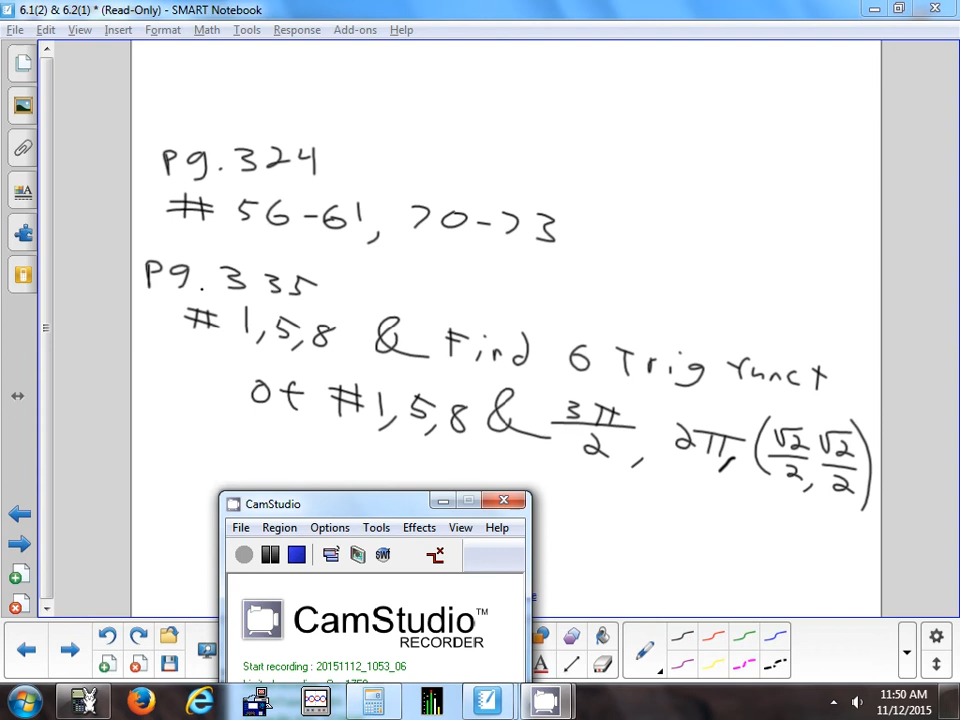 6.1(2) & 6.2(1) * (Read-Only) - SMART Notebook
File Edit View Insert Format Math Tools Response Add-ons Help
Pg. 324
# 56-61, 70-73
Pg. 335
# 1,5,8 & Find 6 Trig Funct
of #1,5,8 & 3π/2, 2π, (√2/2, √2/2)
CamStudio
File Region Options Tools Effects View Help
CamStudio™
RECORDER
Start recording : 20151112_1053_06
11:50 AM
11/12/2015